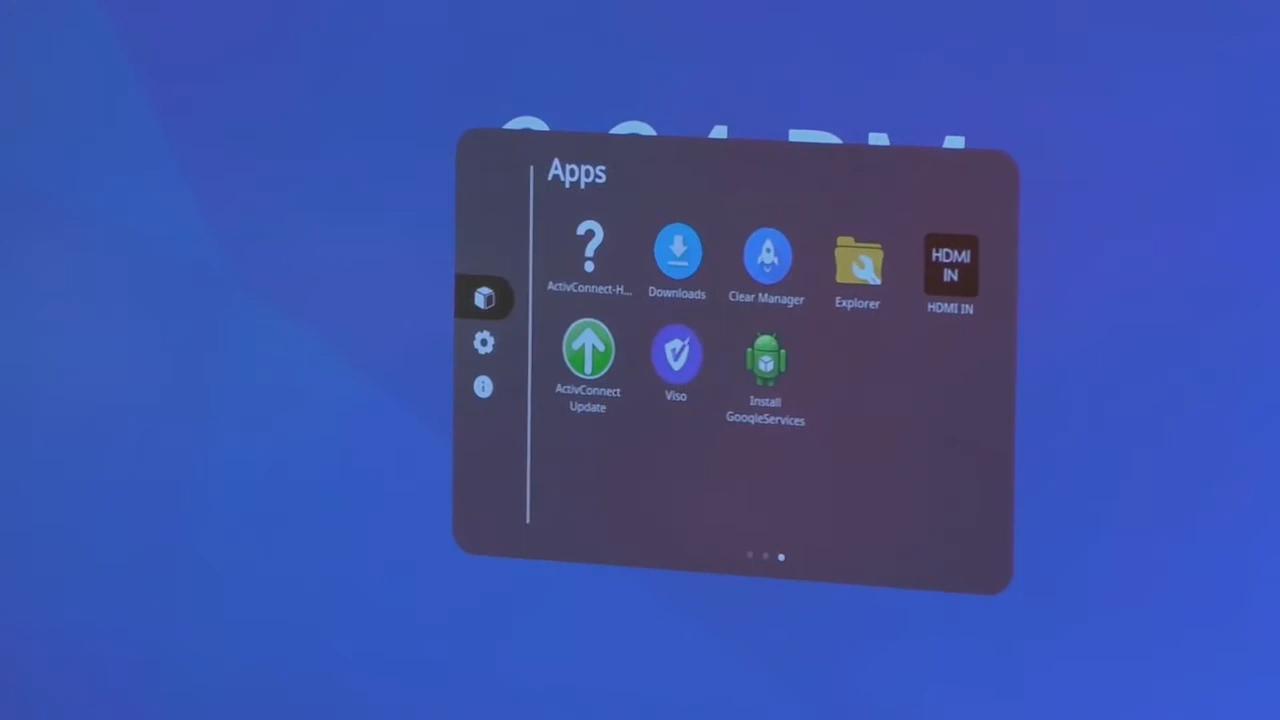 Apps
ActivConnect-H...
Downloads
Clear Manager
Explorer
HDMI
IN
HDMI IN
ActivConnect
Update
Viso
Install
GoogleServices